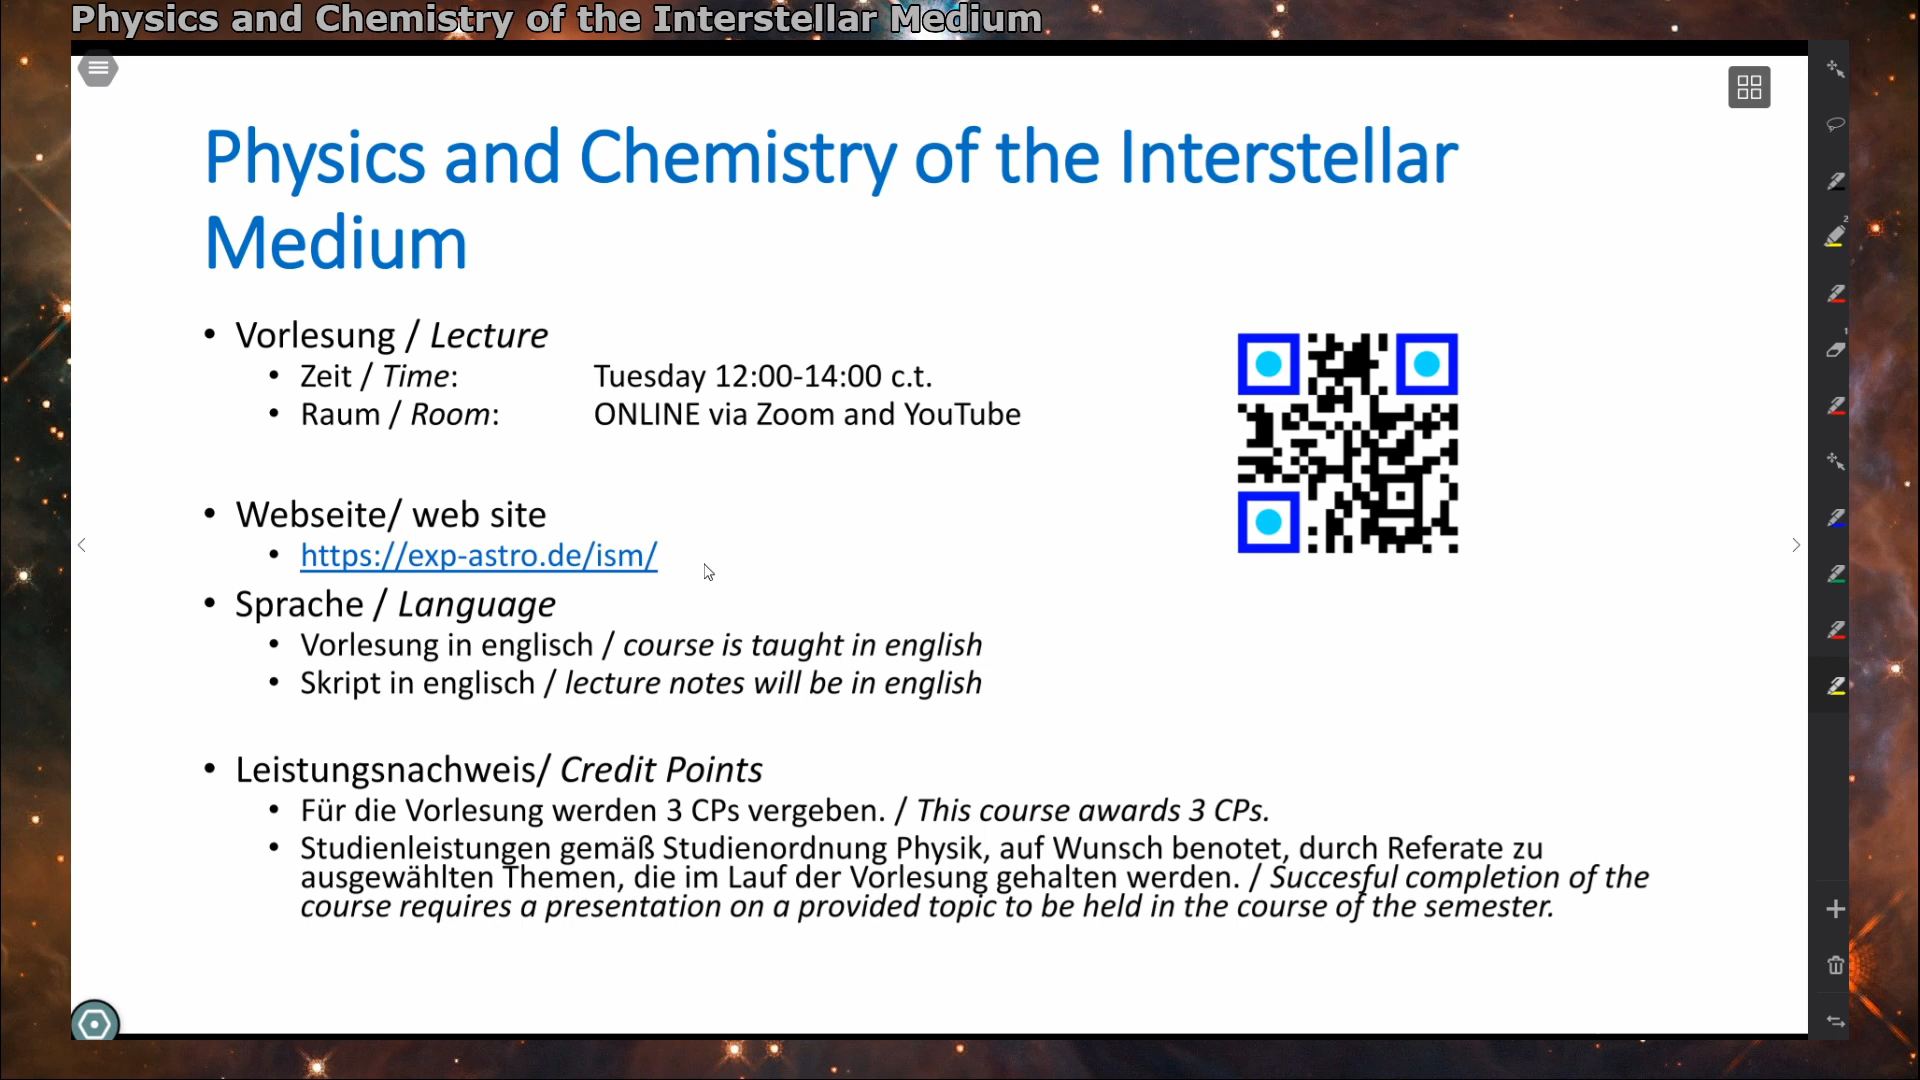 Physics and Chemistry of the Interstellar Medium
Physics and Chemistry of the Interstellar
Medium
• Vorlesung / Lecture
• Zeit / Time: Tuesday 12:00-14:00 c.t.
• Raum / Room: ONLINE via Zoom and YouTube
• Webseite/ web site
• https://exp-astro.de/ism/
• Sprache / Language
• Vorlesung in englisch / course is taught in english
• Skript in englisch / lecture notes will be in english
• Leistungsnachweis/ Credit Points
• Für die Vorlesung werden 3 CPs vergeben. / This course awards 3 CPs.
• Studienleistungen gemäß Studienordnung Physik, auf Wunsch benotet, durch Referate zu
ausgewählten Themen, die im Lauf der Vorlesung gehalten werden. / Succesful completion of the
course requires a presentation on a provided topic to be held in the course of the semester.
2
1